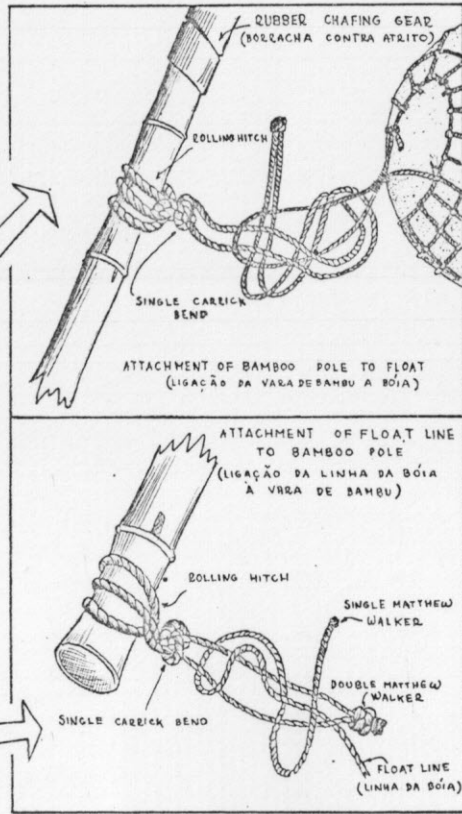 RUBBER CHAFING GEAR
(BORRACHA CONTRA ATRITO)
ROLLING HITCH
SINGLE CARRICK
BEND
ATTACHMENT OF BAMBOO POLE TO FLOAT
(LIGAÇÃO DA VARA DE BAMBU A BÓIA)
ATTACHMENT OF FLOAT LINE
TO BAMBOO POLE
(LIGAÇÃO DA LINHA DA BÓIA
À VARA DE BAMBU)
ROLLING HITCH
SINGLE MATTHEW
WALKER
DOUBLE MATTHEW
WALKER
SINGLE CARRICK BEND
FLOAT LINE
(LINHA DA BÓIA)